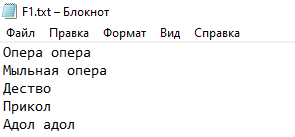 F1.txt – Блокнот
Файл Правка Формат Вид Справка
Опера опера
Мыльная опера
Дество
Прикол
Адол адол